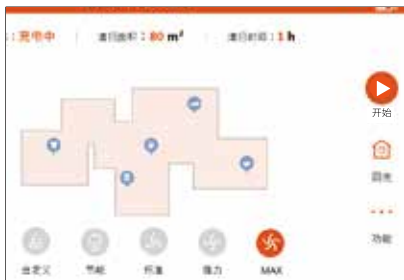 : 充电中 清扫面积：80 m² 清扫时间：1 h
开始
回充
功能
自定义 节能 标准 强力 MAX